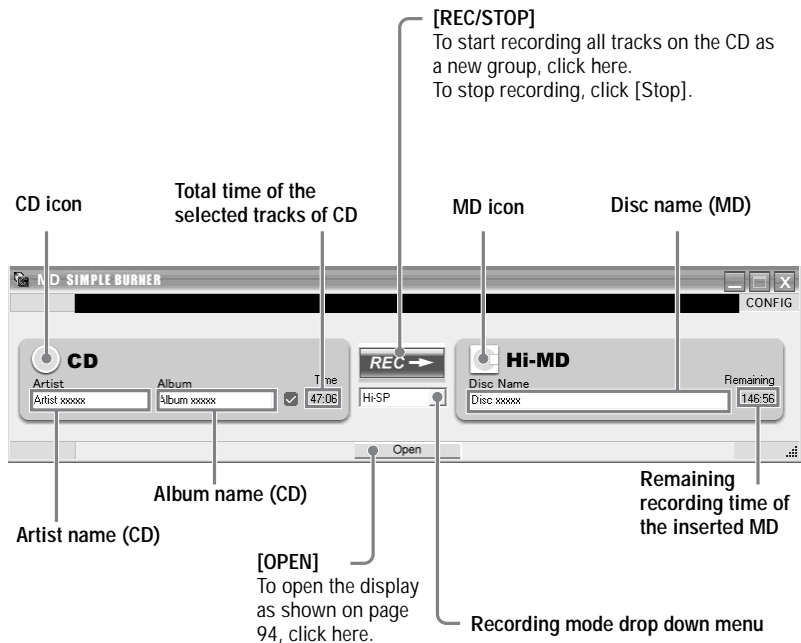 [REC/STOP]
To start recording all tracks on the CD as
a new group, click here.
To stop recording, click [Stop].
CD icon
Total time of the
selected tracks of CD
MD icon
Disc name (MD)
MD SIMPLE BURNER
CONFIG
CD
Artist
Album
Time
Artist xxxxx
Album xxxxx
47:06
REC
Hi-SP
Hi-MD
Disc Name
Remaining
Disc xxxxx
146:56
Open
Album name (CD)
Artist name (CD)
Remaining
recording time of
the inserted MD
[OPEN]
To open the display
as shown on page
94, click here.
Recording mode drop down menu